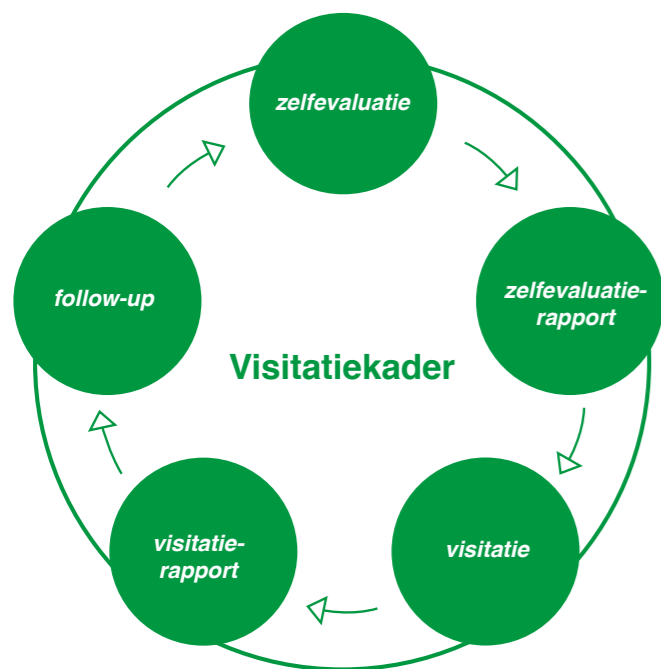 zelfevaluatie
zelfevaluatie-
rapport
visitatie
visitatie-
rapport
follow-up
Visitatiekader